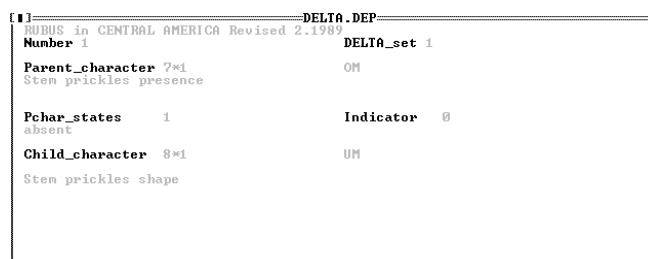 [▮]DELTA.DEP
RUBUS in CENTRAL AMERICA Revised 2.1989
Number 1 DELTA_set 1
Parent_character 7*1 OM
Stem prickles presence
Pchar_states 1 Indicator 0
absent
Child_character 8*1 UM
Stem prickles shape